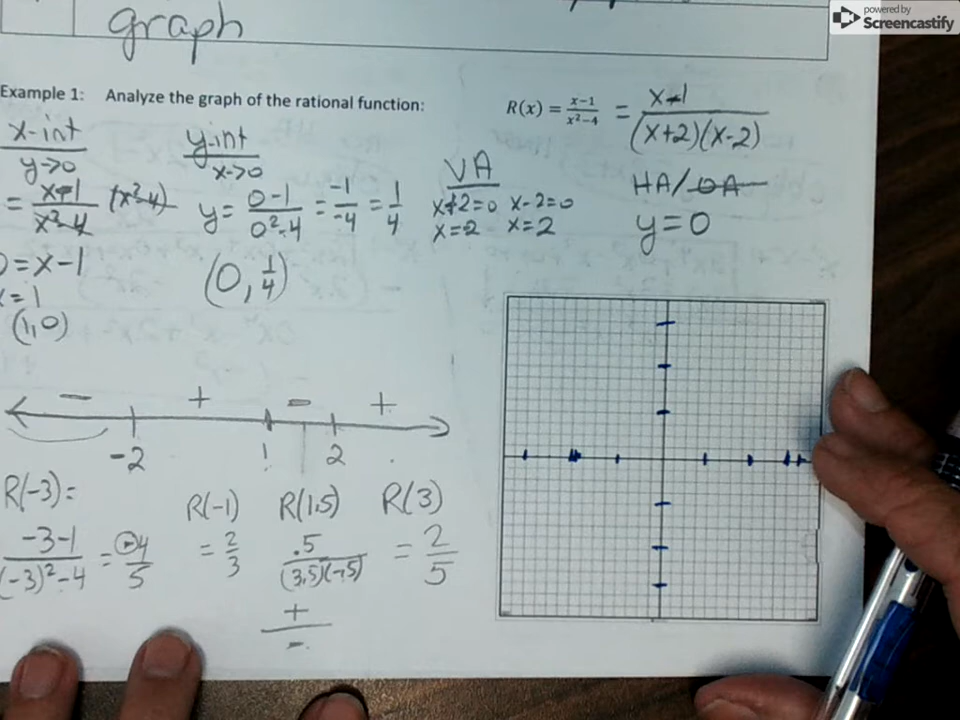 powered by
Screencastify
graph
Example 1: Analyze the graph of the rational function:
R(x) = x-1 / x²-4 = x-1 / (x+2)(x-2)
x-int
y→0
= x-1 / x²-4 (x²-4)
0=x-1
x=1
(1,0)
y-int
x→0
y= 0-1 / 0²-4 = -1 / -4 = 1 / 4
(0, 1/4)
VA
x+2=0 x-2=0
x=-2 x=2
HA/OA
y=0
- + - +
-2 1 2
R(-3)=
-3-1 / (-3)²-4 = -4 / 5
R(-1)
= 2/3
R(1.5)
.5 / (3.5)(-.5)
+
-
R(3)
= 2/5